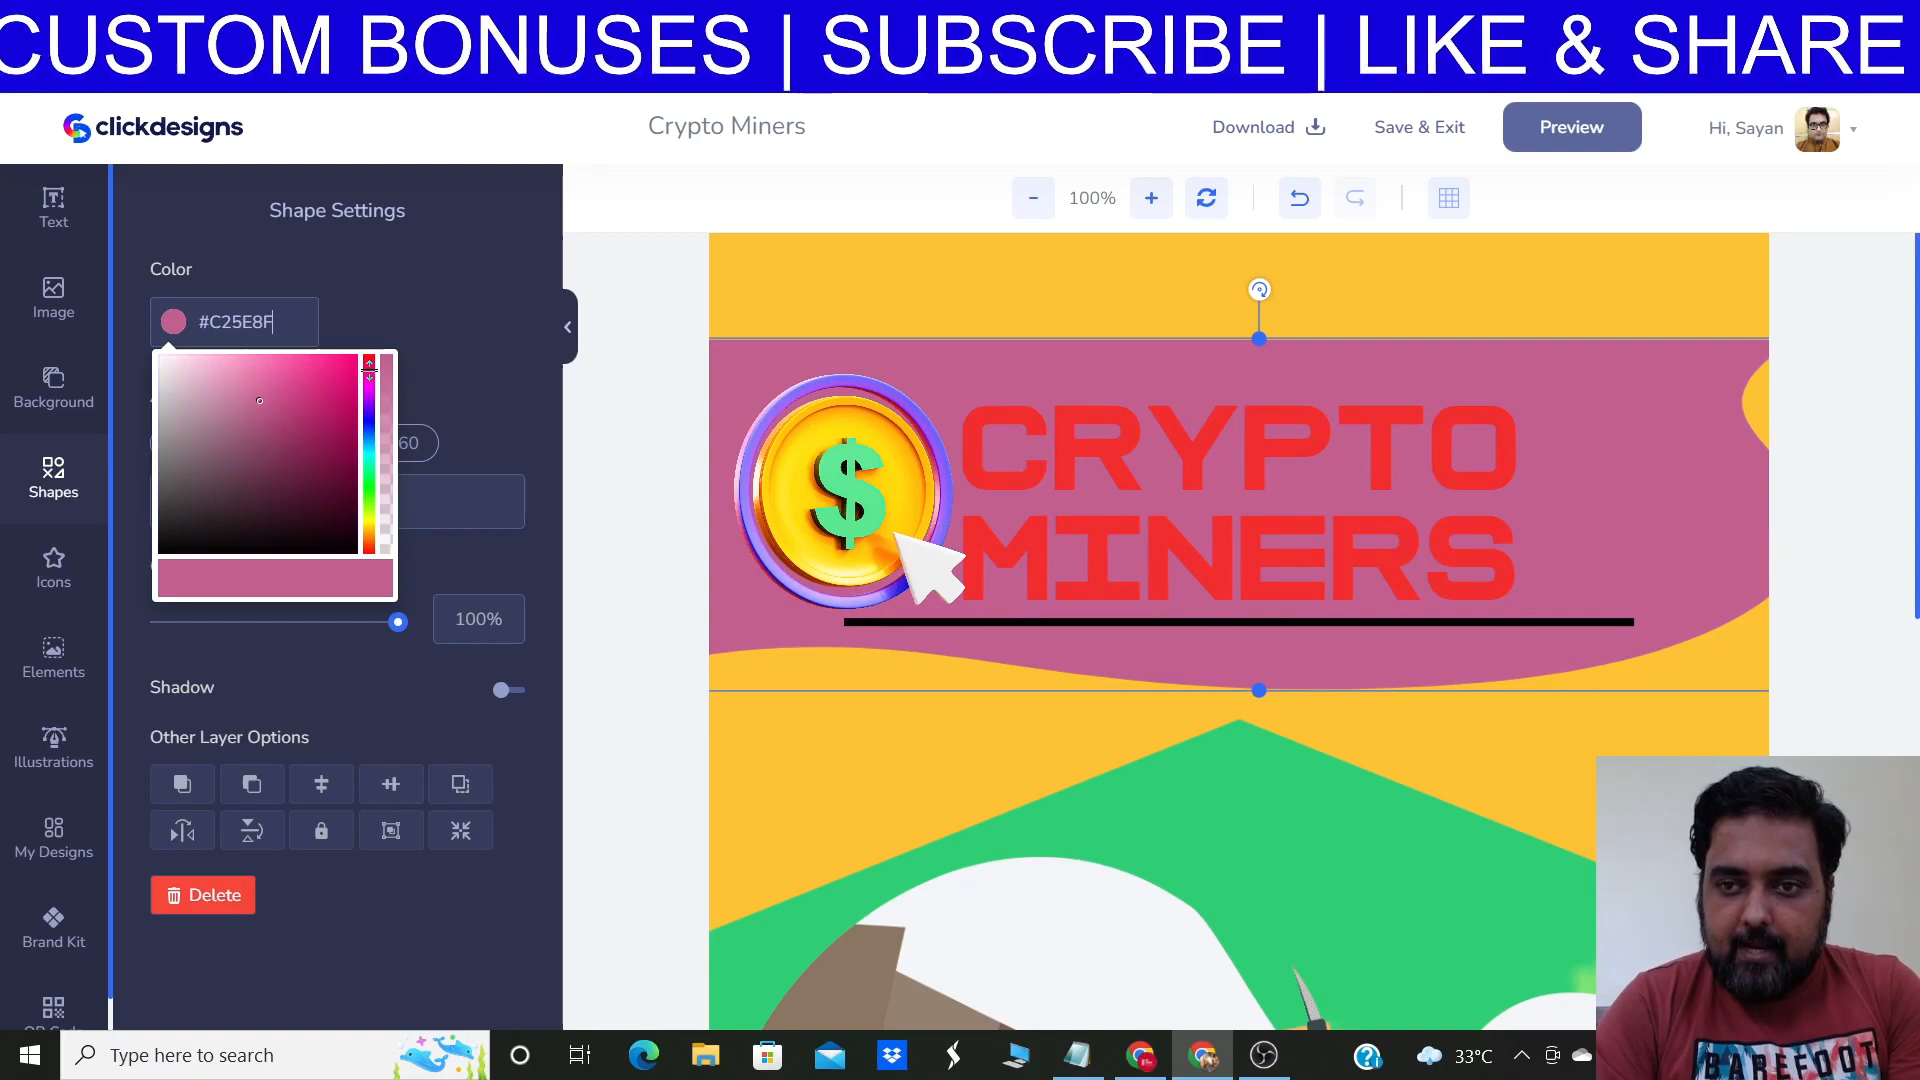 CUSTOM BONUSES | SUBSCRIBE | LIKE & SHARE
clickdesigns
Crypto Miners
Download
Save & Exit
Preview
Hi, Sayan
Text
Image
Background
Shapes
Icons
Elements
Illustrations
My Designs
Brand Kit
QR Code
Shape Settings
Color
#C25E8F
60
100%
Shadow
Other Layer Options
Delete
100%
CRYPTO
MINERS
$
BAREFOOT
Type here to search
33°C